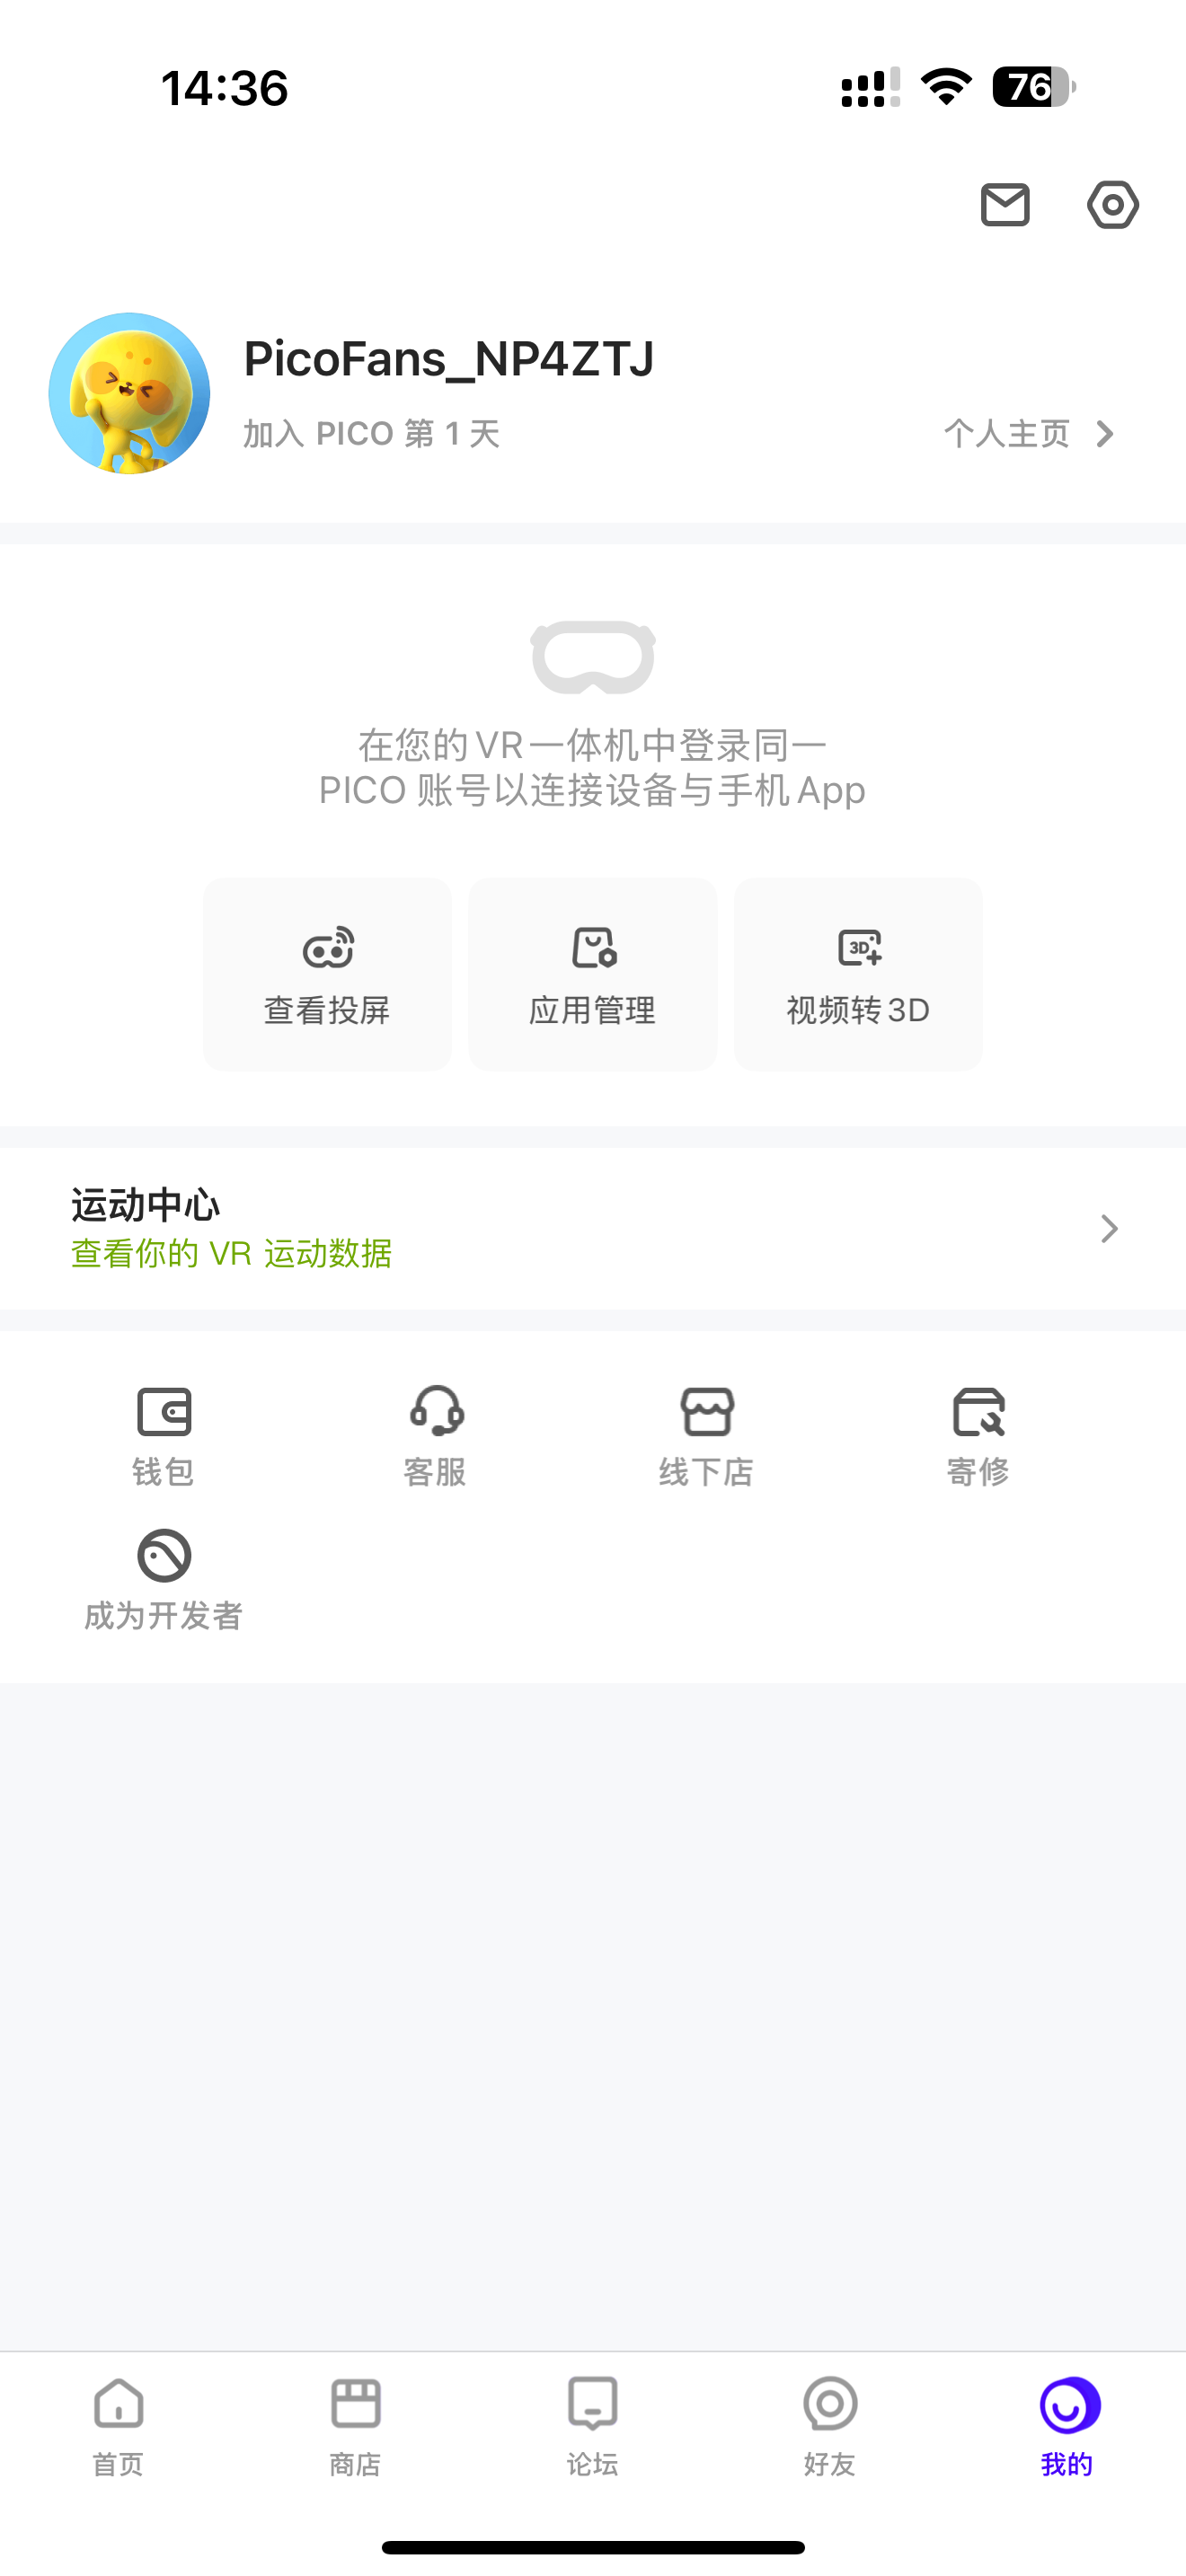 14:36
76
PicoFans_NP4ZTJ
加入 PICO 第 1 天
个人主页
在您的 VR 一体机中登录同一
PICO 账号以连接设备与手机 App
查看投屏
应用管理
3D
视频转 3D
运动中心
查看你的 VR 运动数据
钱包
客服
线下店
寄修
成为开发者
首页
商店
论坛
好友
我的